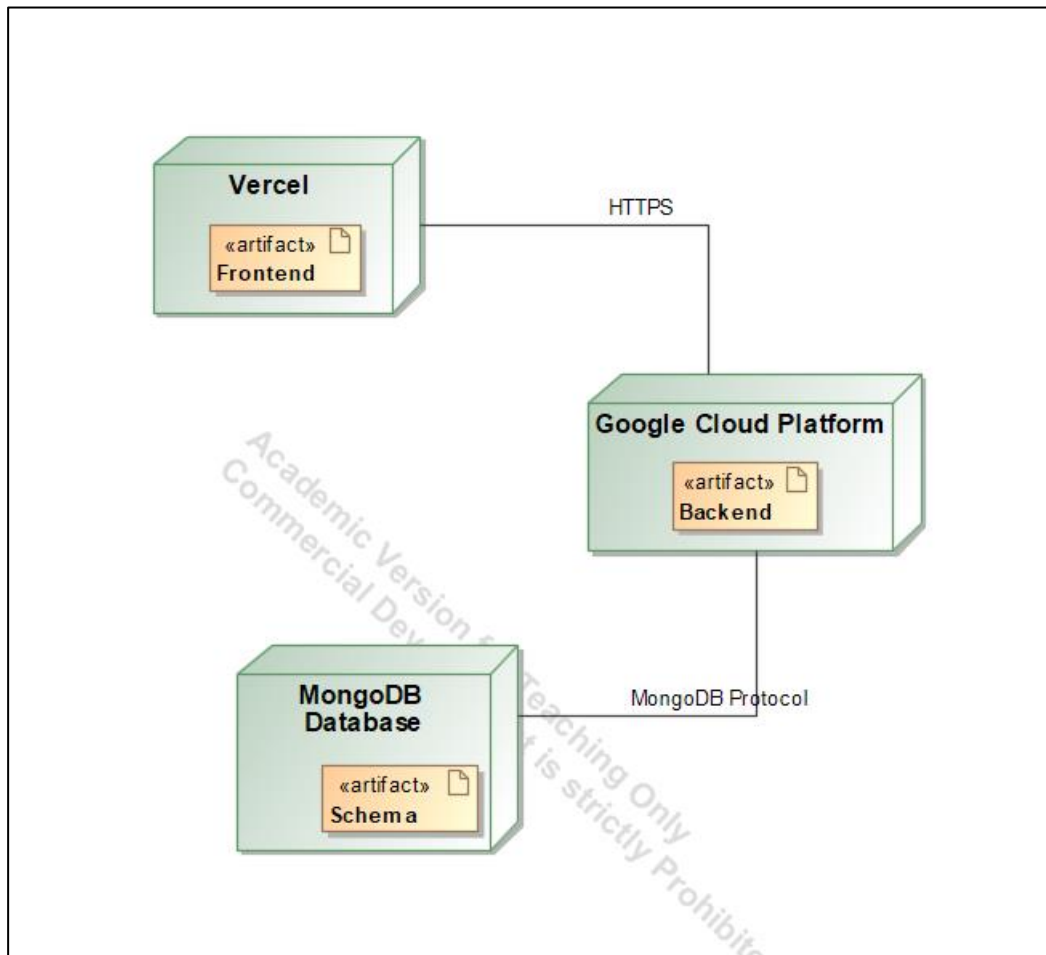 Vercel
«artifact»
Frontend
HTTPS
Google Cloud Platform
«artifact»
Backend
Academic Version Teaching Only
Commercial is strictly
MongoDB
Database
MongoDB Protocol
«artifact»
Schema